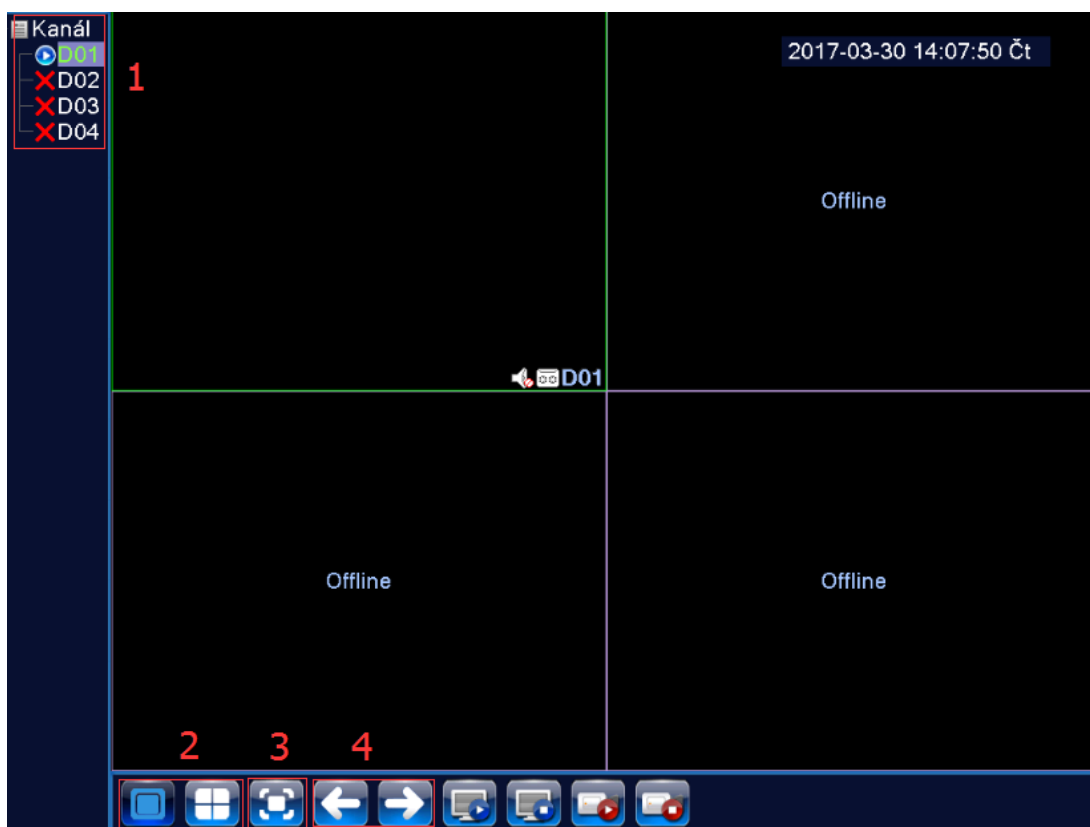 Kanál
D01
D02
D03
D04
1
2017-03-30 14:07:50 Čt
Offline
D01
Offline
Offline
2
3
4